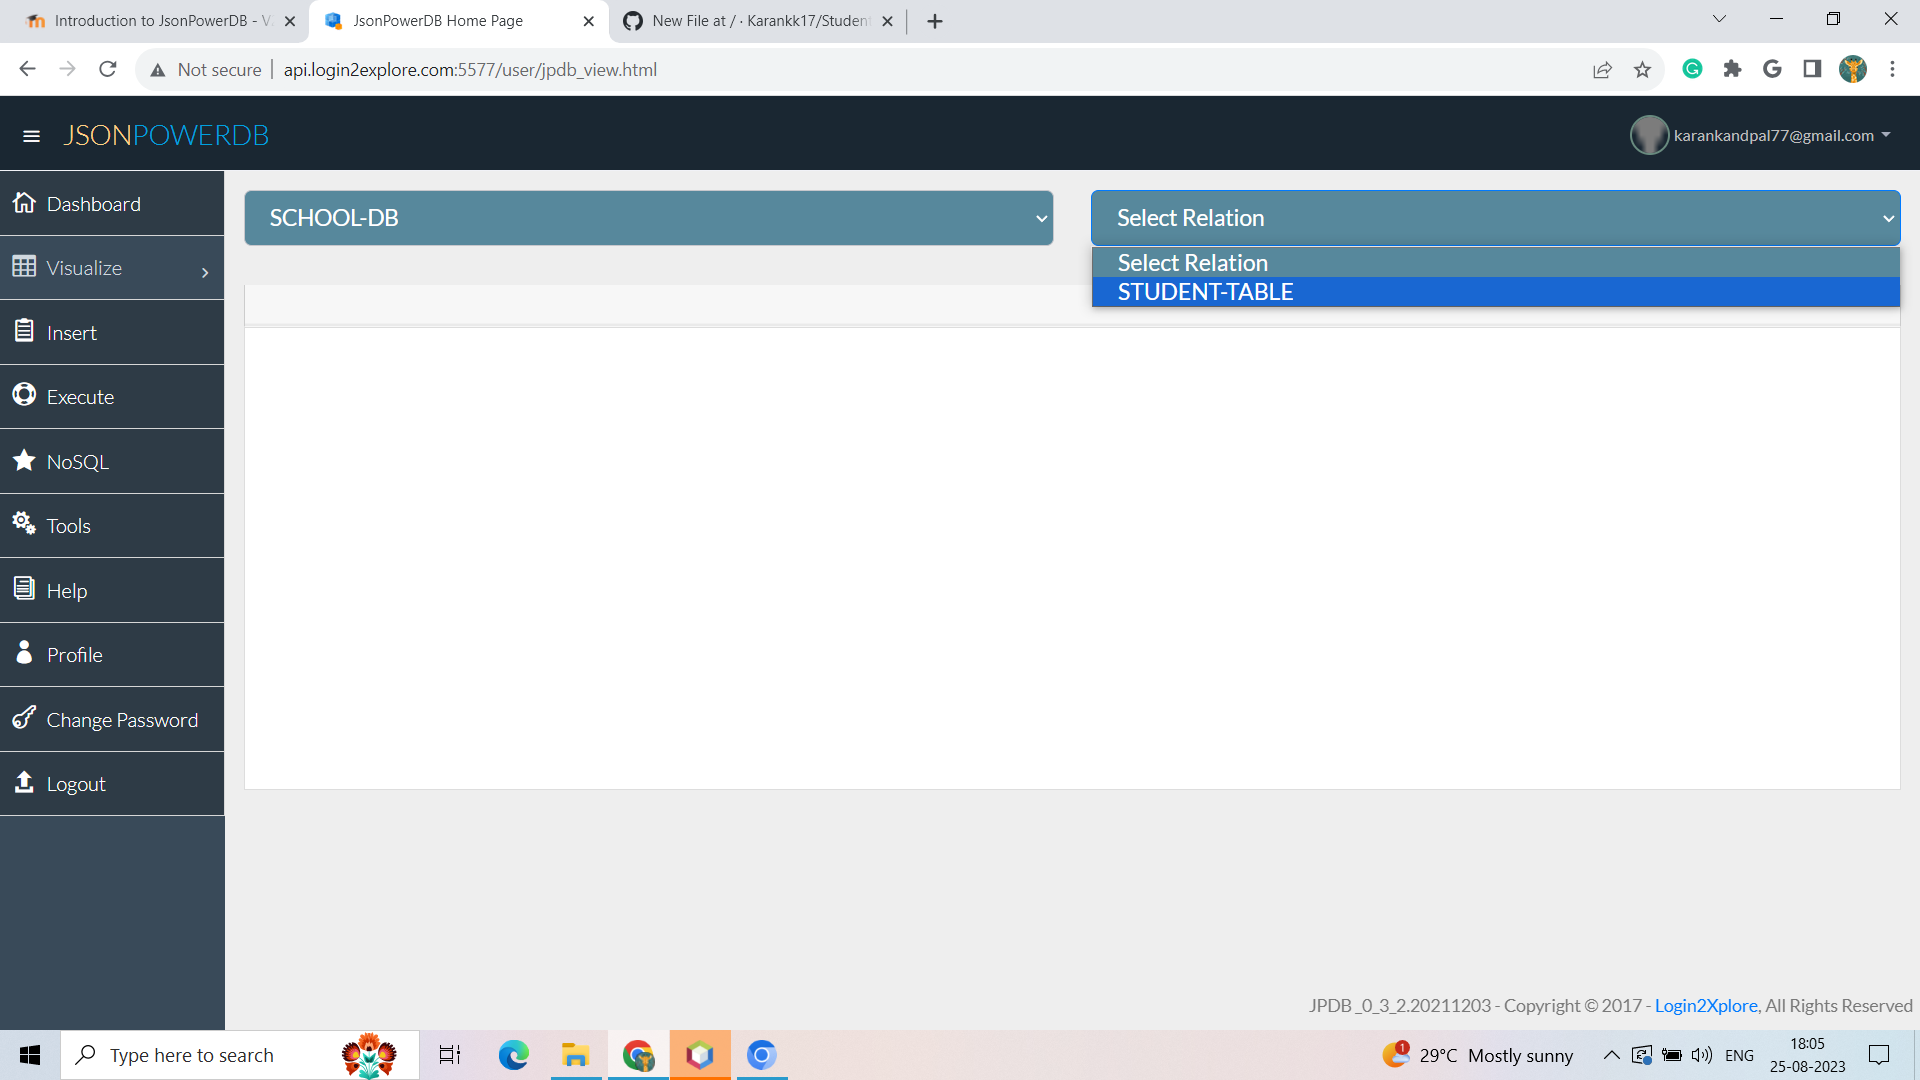 Introduction to JsonPowerDB - V
JsonPowerDB Home Page
New File at / · Karankk17/Student
Not secure
api.login2explore.com:5577/user/jpdb_view.html
JSONPOWERDB
karankandpal77@gmail.com
Dashboard
Visualize
Insert
Execute
NoSQL
Tools
Help
Profile
Change Password
Logout
SCHOOL-DB
Select Relation
Select Relation
STUDENT-TABLE
JPDB_0_3_2.20211203 - Copyright © 2017 - Login2Xplore, All Rights Reserved
Type here to search
1
29°C Mostly sunny
ENG
18:05
25-08-2023